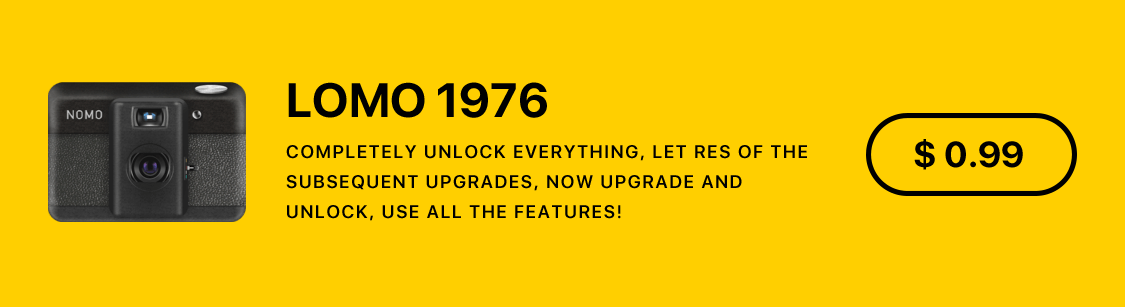 NOMO
LOMO 1976
COMPLETELY UNLOCK EVERYTHING, LET RES OF THE
SUBSEQUENT UPGRADES, NOW UPGRADE AND
UNLOCK, USE ALL THE FEATURES!
$ 0.99